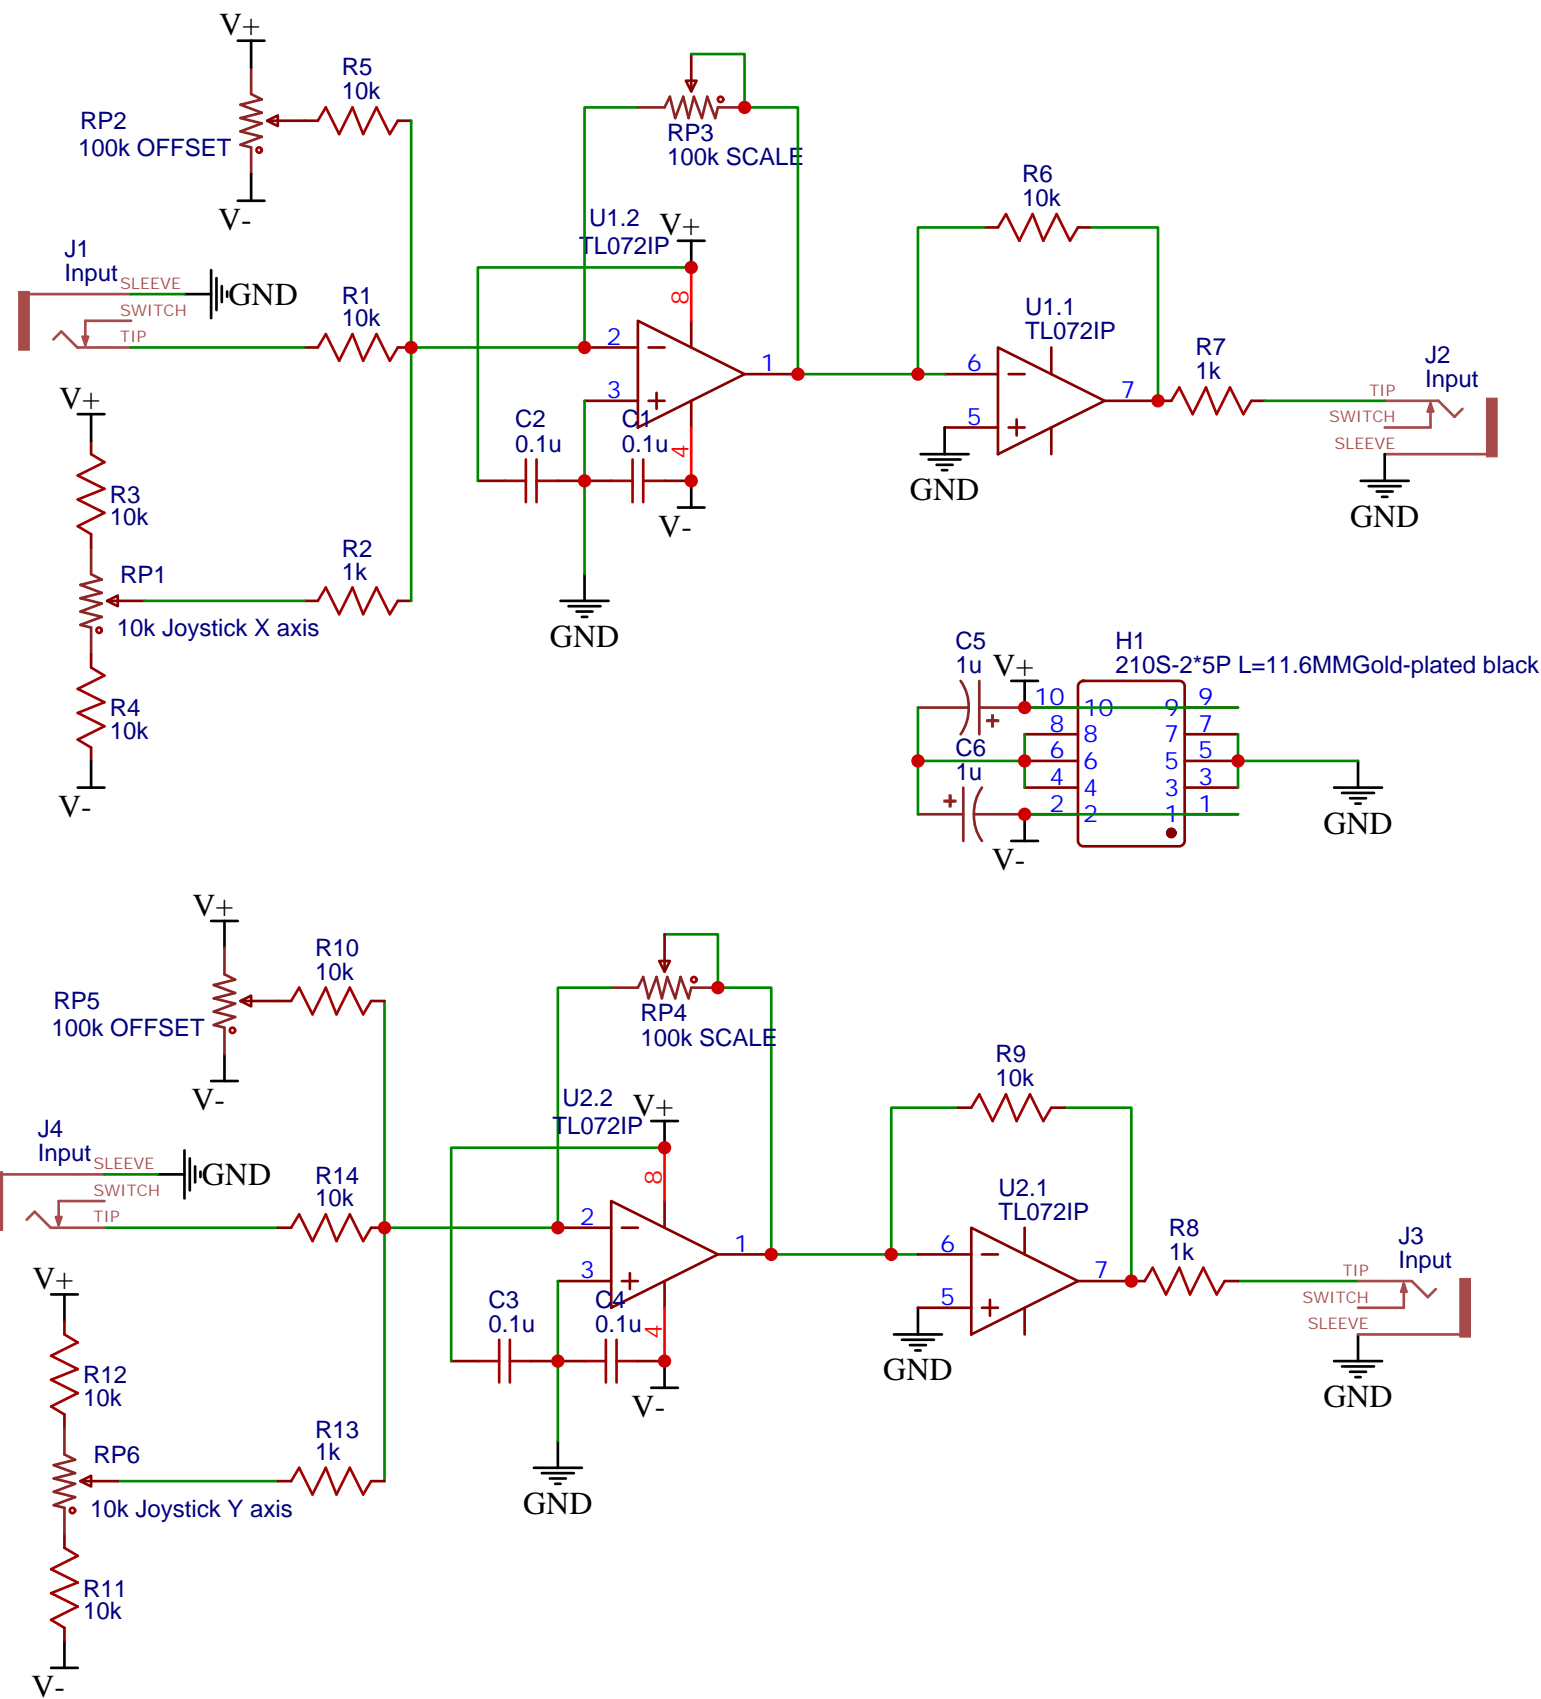 V+
R5
10k
RP2
100k OFFSET
V-
RP3
100k SCALE
J1
Input
SLEEVE
SWITCH
TIP
GND
R1
10k
U1.2
TL072IP
V+
8
2
3
1
4
V-
C2
0.1u
C1
0.1u
GND
R6
10k
U1.1
TL072IP
6
5
7
GND
R7
1k
J2
Input
TIP
SWITCH
SLEEVE
GND
V+
R3
10k
RP1
10k Joystick X axis
R2
1k
R4
10k
V-
C5
1u
V+
H1
210S-2*5P L=11.6MMGold-plated black
10 10 9 9
8 8 7 7
C6
1u
6 6 5 5
4 4 3 3
2 2 1 1
V-
GND
V+
R10
10k
RP5
100k OFFSET
V-
RP4
100k SCALE
J4
Input
SLEEVE
SWITCH
TIP
GND
R14
10k
U2.2
TL072IP
V+
8
2
3
1
4
V-
C3
0.1u
C4
0.1u
GND
R9
10k
U2.1
TL072IP
6
5
7
GND
R8
1k
J3
Input
TIP
SWITCH
SLEEVE
GND
V+
R12
10k
RP6
10k Joystick Y axis
R13
1k
R11
10k
V-